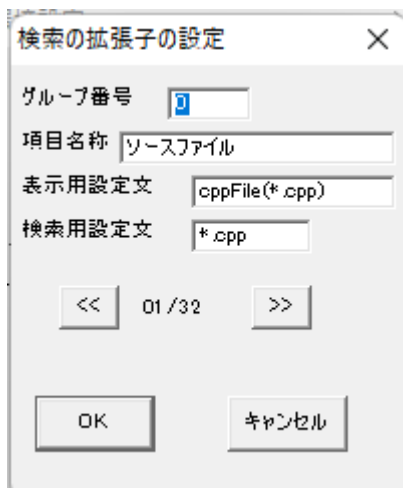 検索の拡張子の設定
グループ番号 0
項目名称 ソースファイル
表示用設定文 cppFile(*.cpp)
検索用設定文 *.cpp
<< 01/32 >>
OK キャンセル